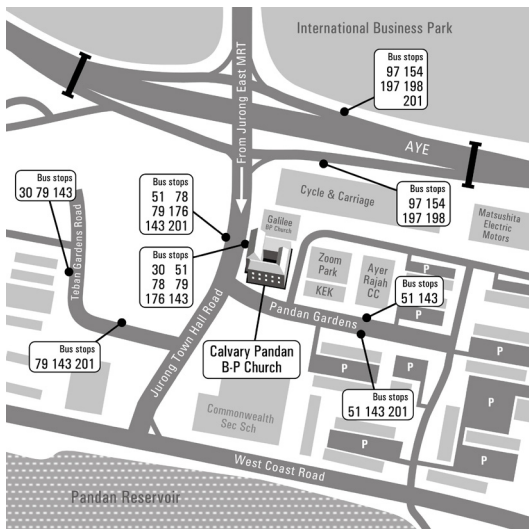 International Business Park
Bus stops
97 154
197 198
201
From Jurong East MRT
AYE
Bus stops
30 79 143
Bus stops
51 78
79 176
143 201
Cycle & Carriage
Bus stops
97 154
197 198
Matsushita
Electric
Motors
Galilee
BP Church
Teban Gardens Road
Bus stops
30 51
78 79
176 143
Zoom
Park
KEK
Ayer
Rajah
CC
P
Bus stops
51 143
P
Pandan Gardens
Jurong Town Hall Road
Bus stops
79 143 201
Calvary Pandan
B-P Church
P
P
Bus stops
51 143 201
Commonwealth
Sec Sch
P
P
West Coast Road
Pandan Reservoir